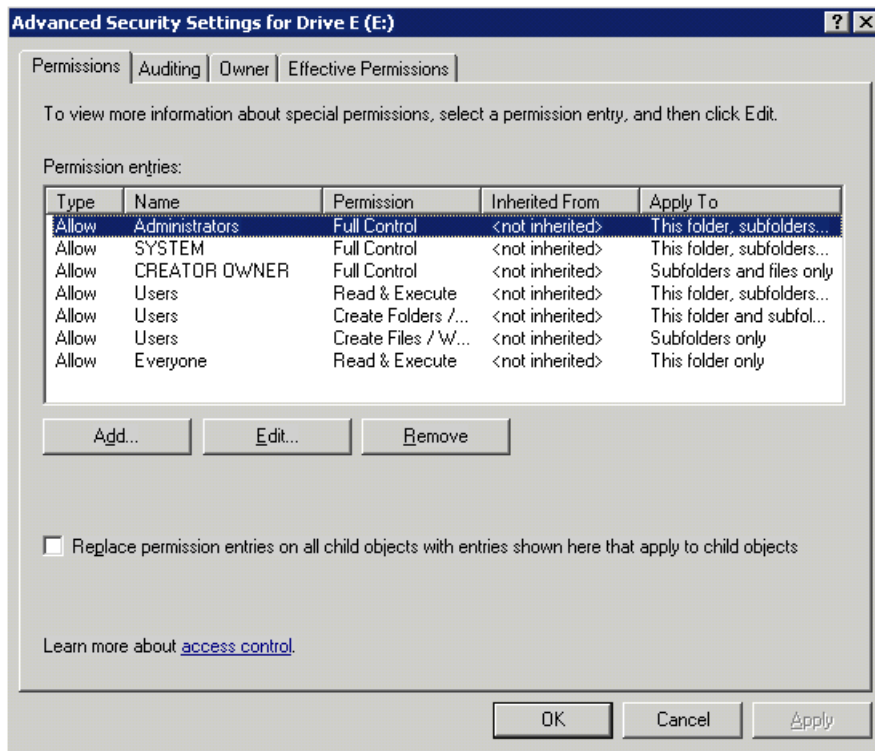 Advanced Security Settings for Drive E (E:)
Permissions Auditing Owner Effective Permissions
To view more information about special permissions, select a permission entry, and then click Edit.
Permission entries:
Type Name Permission Inherited From Apply To
Allow Administrators Full Control <not inherited> This folder, subfolders...
Allow SYSTEM Full Control <not inherited> This folder, subfolders...
Allow CREATOR OWNER Full Control <not inherited> Subfolders and files only
Allow Users Read & Execute <not inherited> This folder, subfolders...
Allow Users Create Folders /... <not inherited> This folder and subfol...
Allow Users Create Files / W... <not inherited> Subfolders only
Allow Everyone Read & Execute <not inherited> This folder only
Add... Edit... Remove
Replace permission entries on all child objects with entries shown here that apply to child objects
Learn more about access control.
OK Cancel Apply